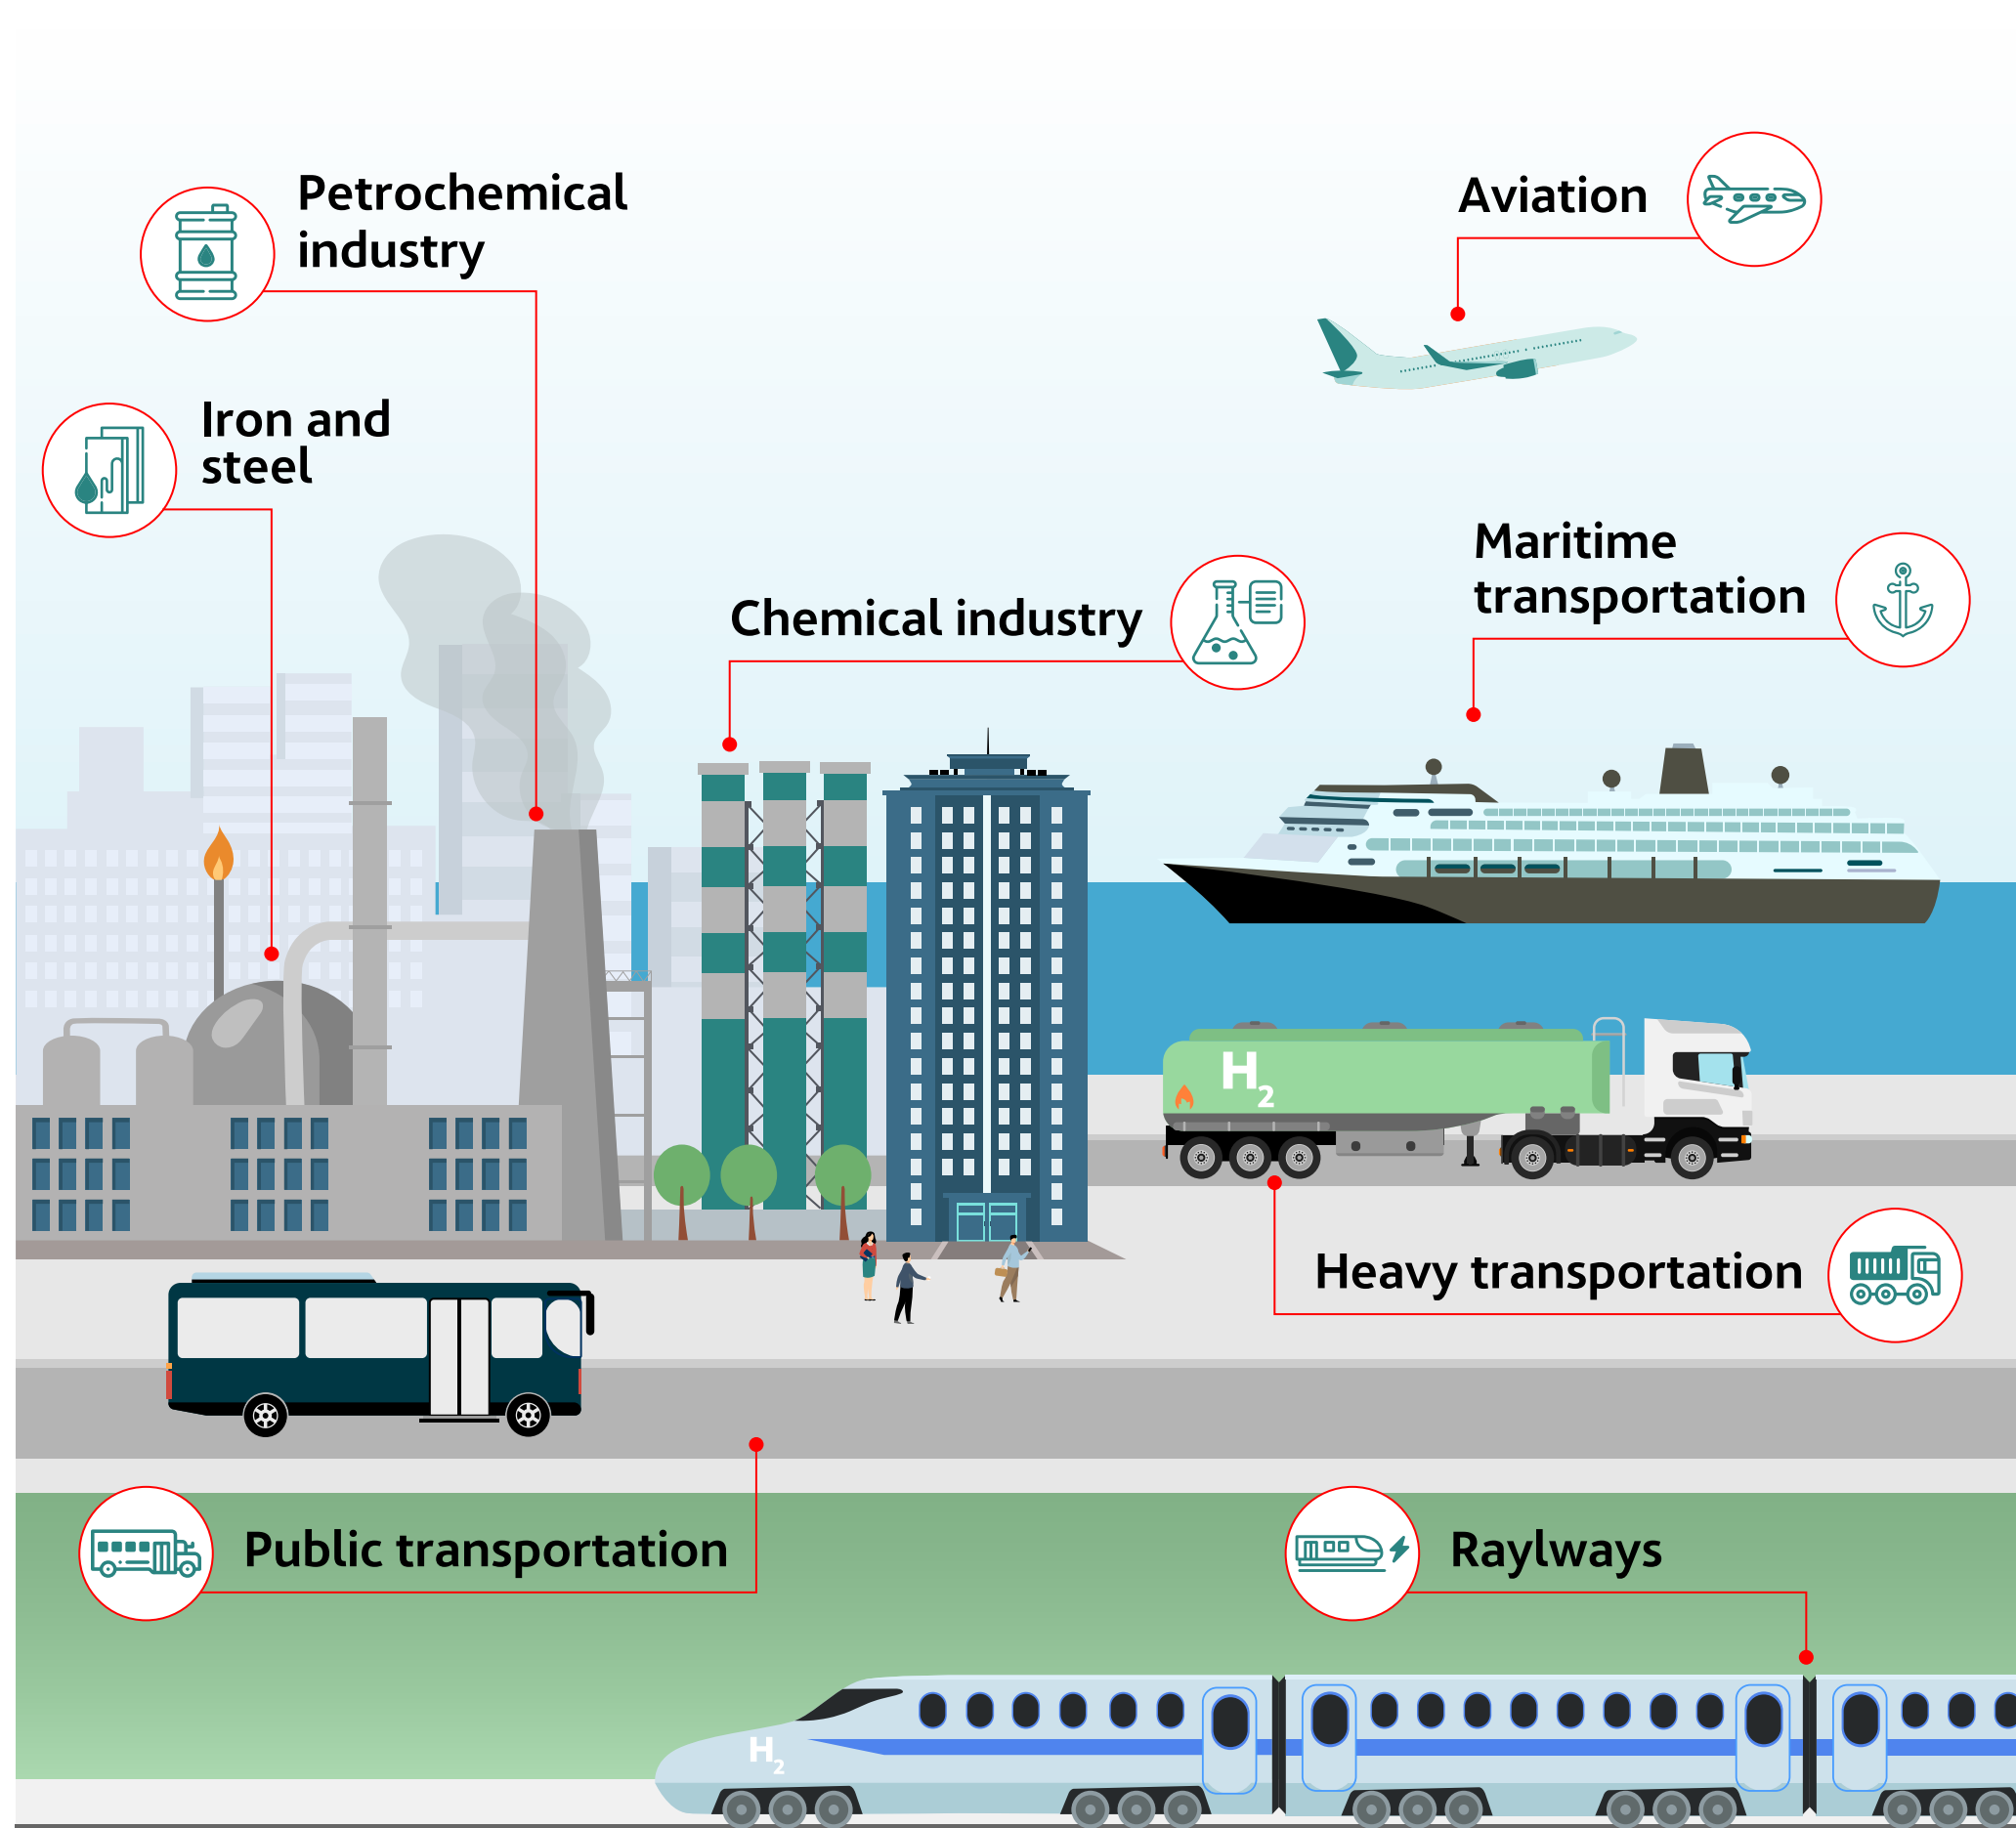 Petrochemical
industry
Aviation
Iron and
steel
Maritime
transportation
Chemical industry
H2
Heavy transportation
Public transportation
Raylways
H2